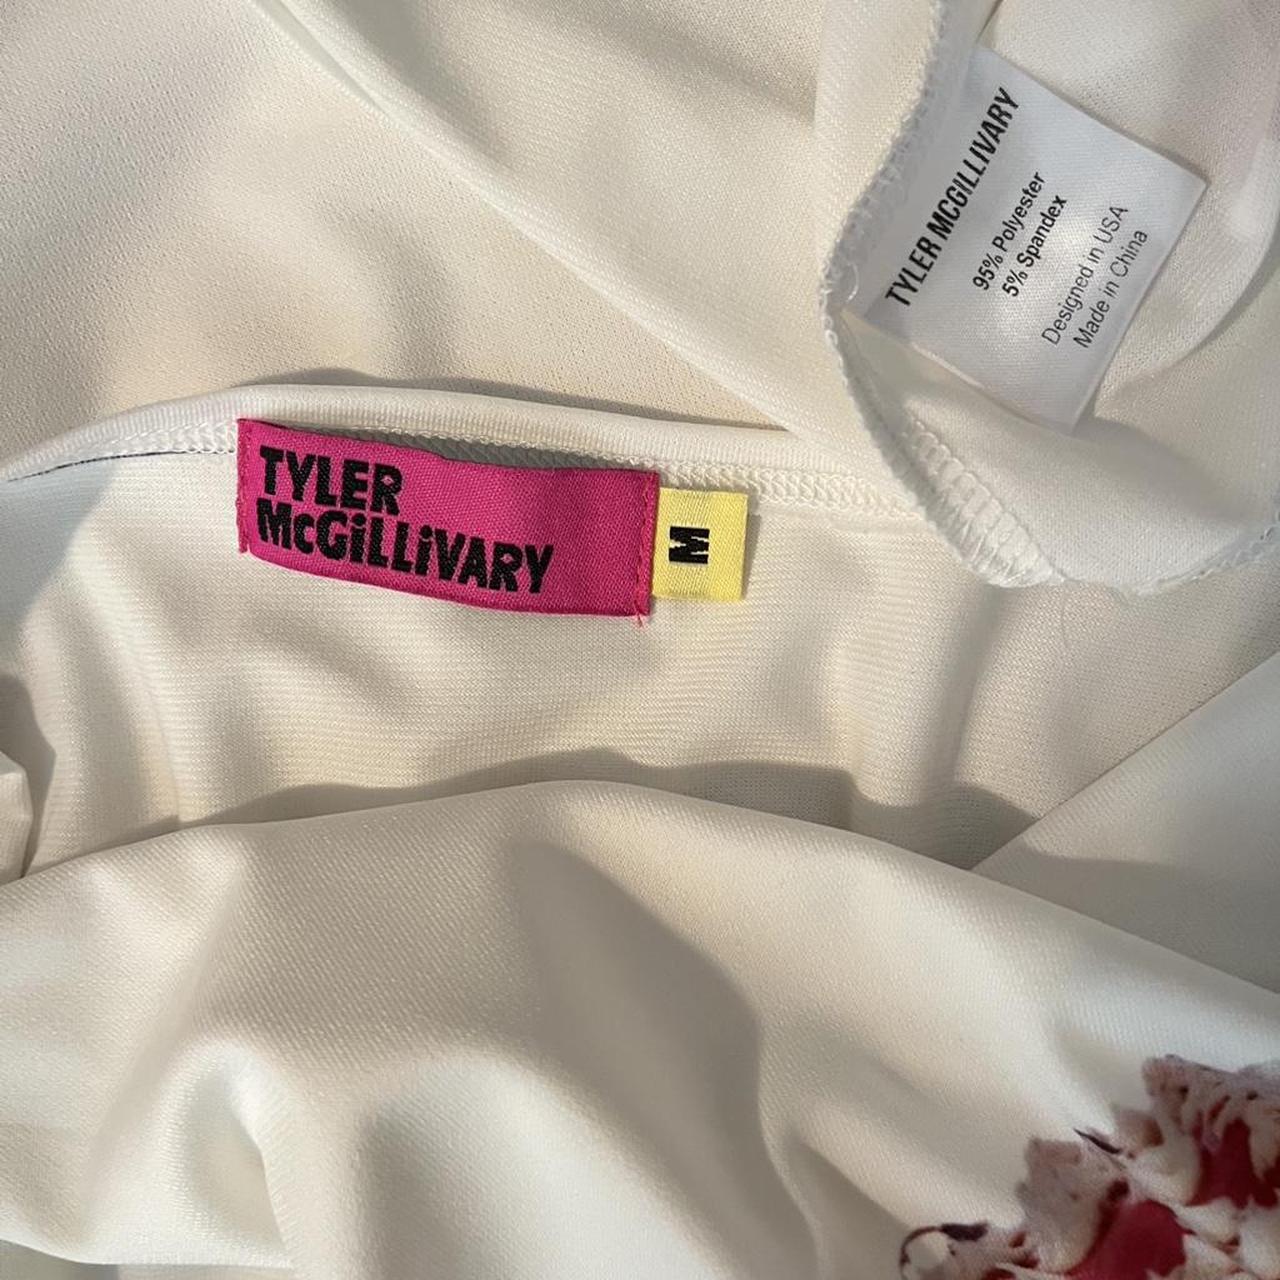 TYLER MCGILLIVARY
95% Polyester
5% Spandex
Designed in USA
Made in China
TYLER
McGiLLiVARY
M